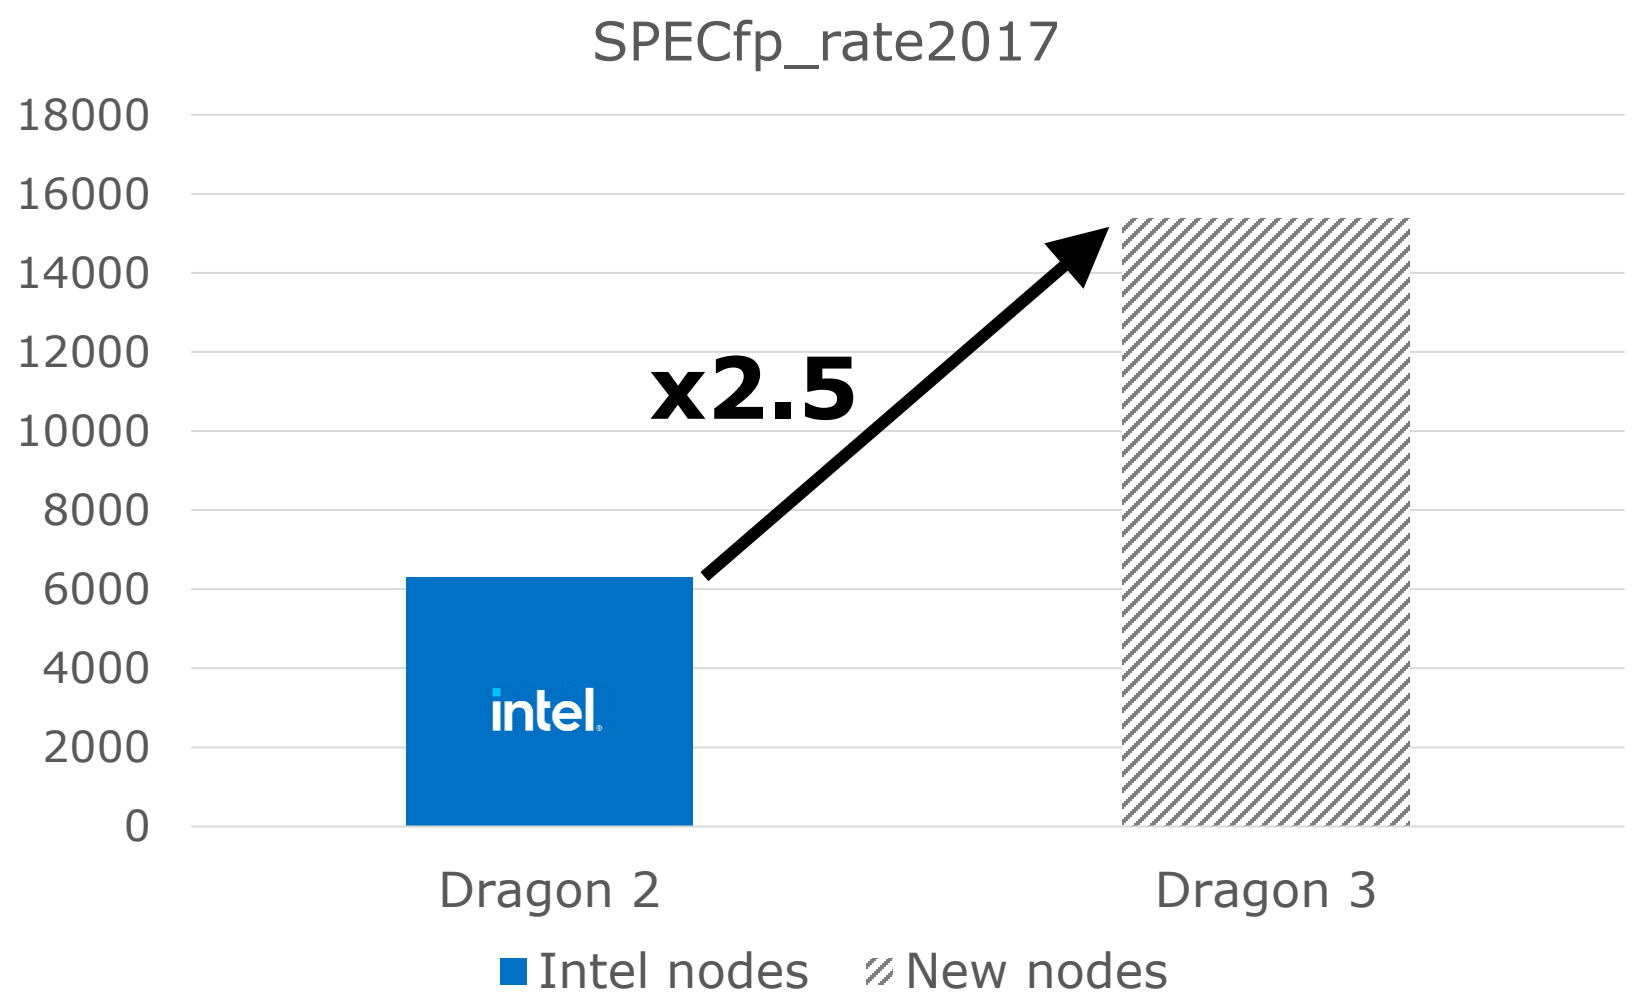 SPECfp_rate2017
18000
16000
14000
12000
10000
8000
6000
4000
2000
0
x2.5
intel®
Dragon 2 Dragon 3
Intel nodes New nodes